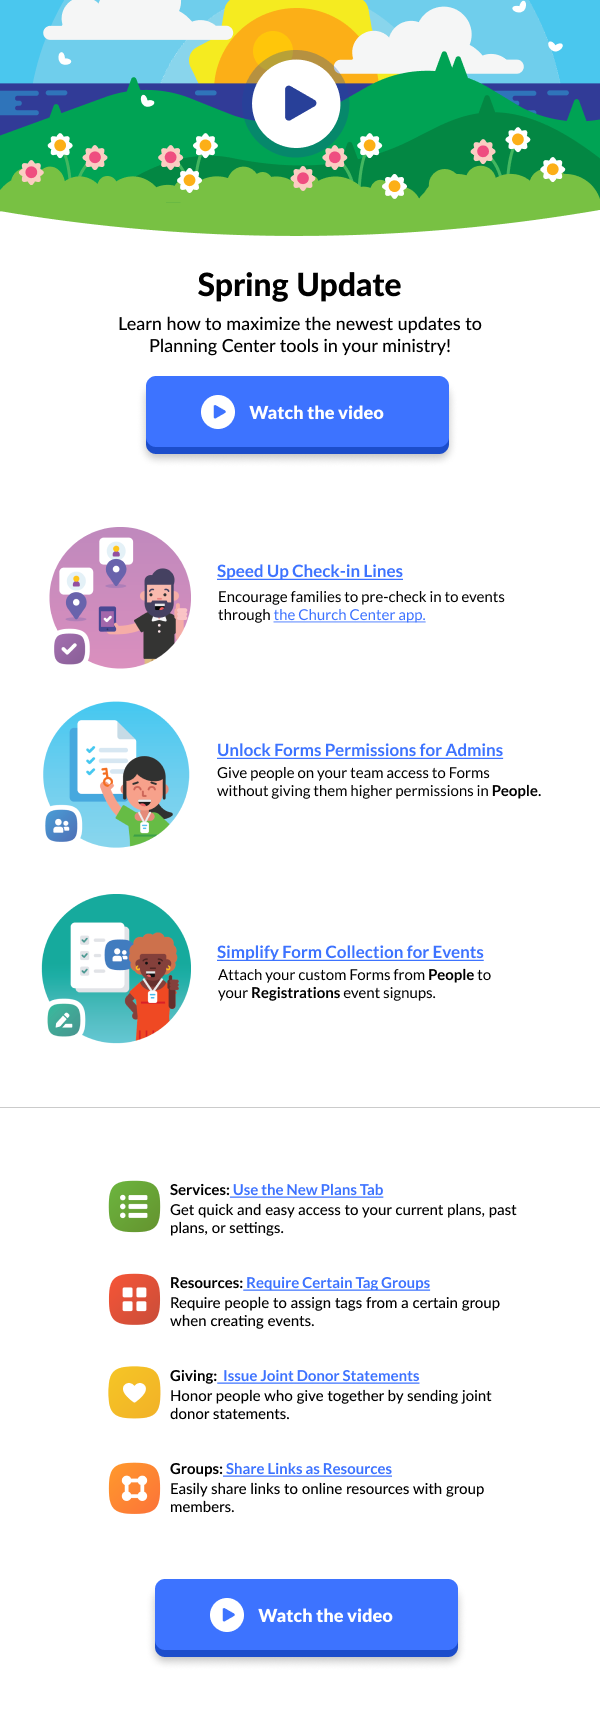 Spring Update
Learn how to maximize the newest updates to
Planning Center tools in your ministry!
Watch the video
Speed Up Check-in Lines
Encourage families to pre-check in to events
through the Church Center app.
Unlock Forms Permissions for Admins
Give people on your team access to Forms
without giving them higher permissions in People.
Simplify Form Collection for Events
Attach your custom Forms from People to
your Registrations event signups.
Services: Use the New Plans Tab
Get quick and easy access to your current plans, past
plans, or settings.
Resources: Require Certain Tag Groups
Require people to assign tags from a certain group
when creating events.
Giving: Issue Joint Donor Statements
Honor people who give together by sending joint
donor statements.
Groups: Share Links as Resources
Easily share links to online resources with group
members.
Watch the video